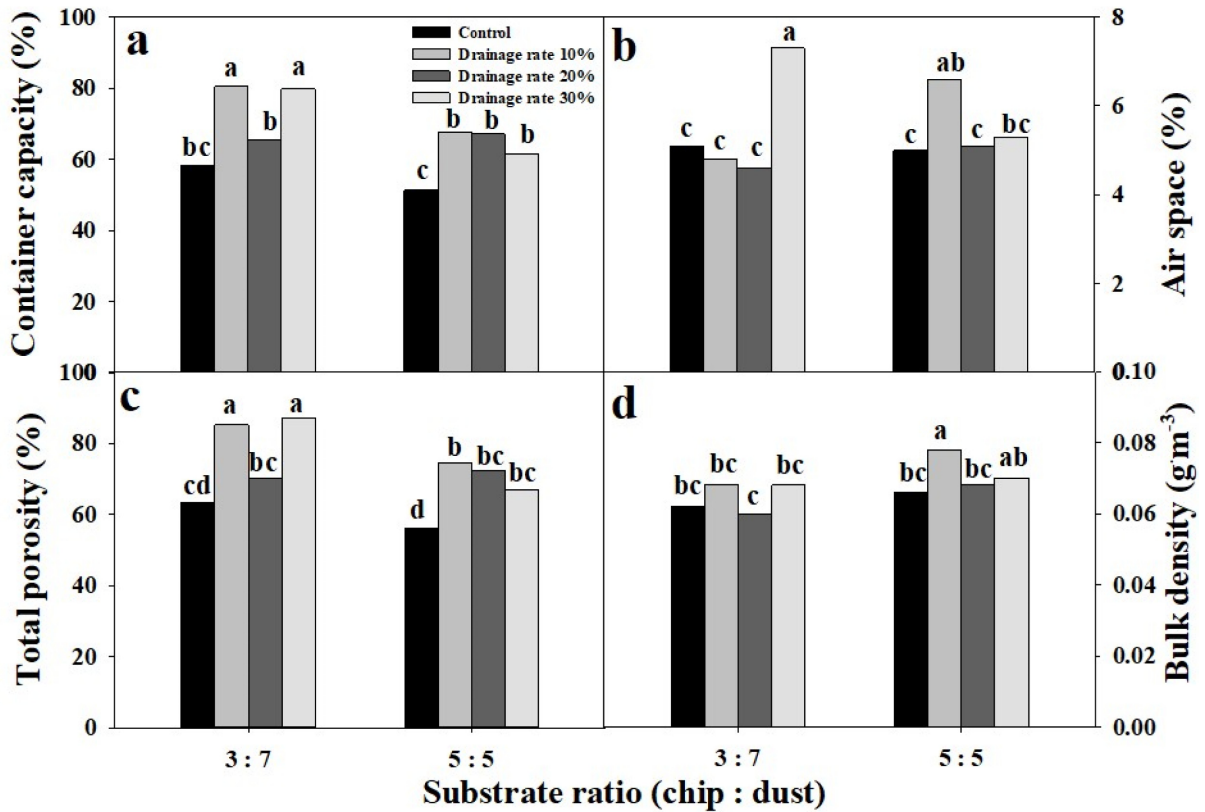 a
Control
Drainage rate 10%
Drainage rate 20%
Drainage rate 30%
Container capacity (%)
100
80
60
40
20
bc
a
b
a
c
b
b
b
b
Air space (%)
8
6
4
2
c
c
c
a
c
ab
c
bc
c
Total porosity (%)
100
80
60
40
20
0
cd
a
bc
a
d
b
bc
bc
d
Bulk density (g m-3)
0.10
0.08
0.06
0.04
0.02
0.00
bc
bc
c
bc
bc
a
bc
ab
3 : 7
5 : 5
3 : 7
5 : 5
Substrate ratio (chip : dust)